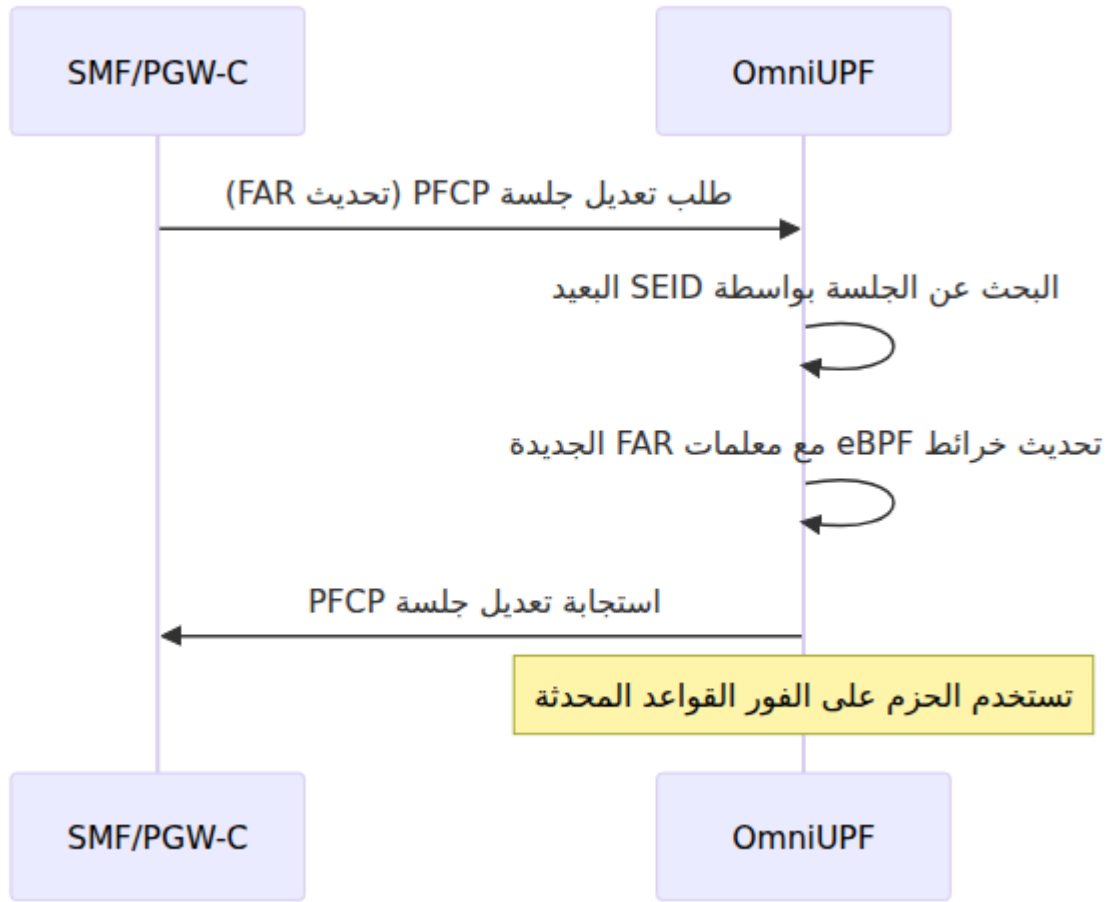 SMF/PGW-C
OmniUPF
طلب تعديل جلسة PFCP (تحديث FAR)
البحث عن الجلسة بواسطة SEID البعيد
تحديث خرائط eBPF مع معلمات FAR الجديدة
استجابة تعديل جلسة PFCP
تستخدم الحزم على الفور القواعد المحدثة
SMF/PGW-C
OmniUPF